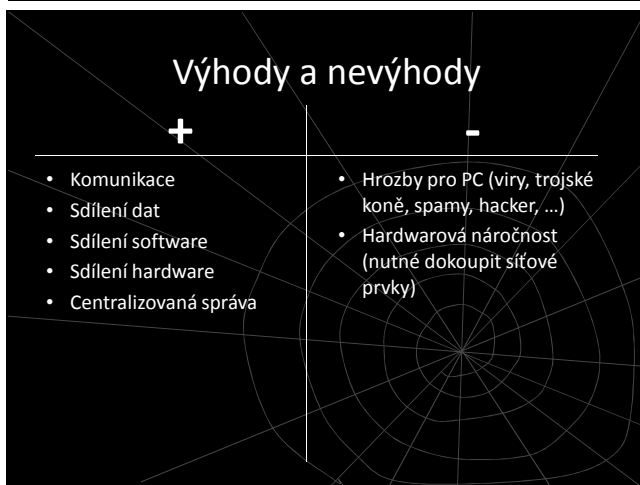 Výhody a nevýhody
+
• Komunikace
• Sdílení dat
• Sdílení software
• Sdílení hardware
• Centralizovaná správa
-
• Hrozby pro PC (viry, trojské
koně, spamy, hacker, …)
• Hardwarová náročnost
(nutné dokoupit síťové
prvky)